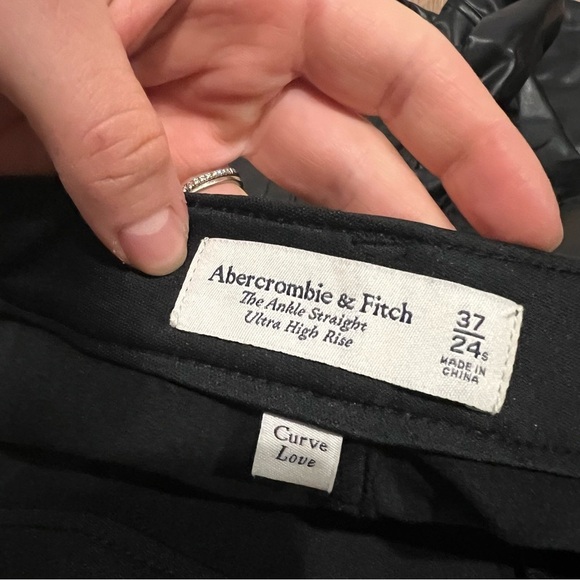 Abercrombie & Fitch
The Ankle Straight
Ultra High Rise
37
24s
MADE IN
CHINA
Curve
Love